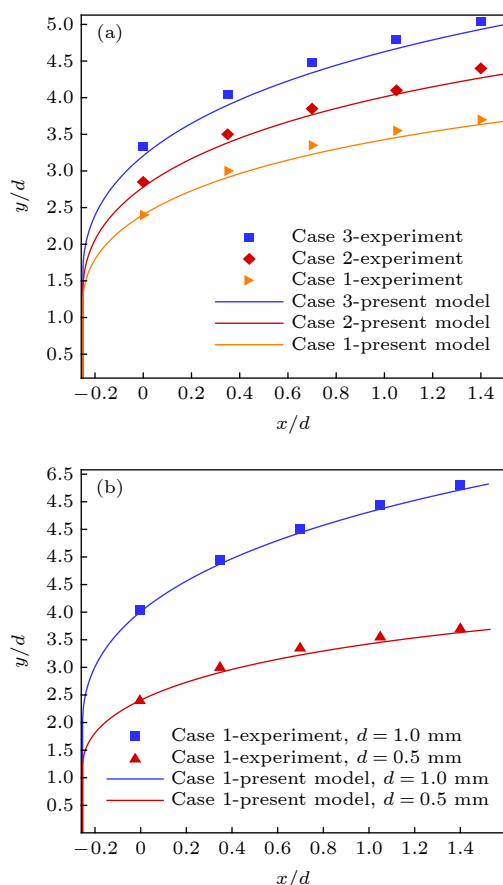 (a)
5.0
4.5
4.0
3.5
3.0
2.5
2.0
1.5
1.0
0.5
y/d
Case 3-experiment
Case 2-experiment
Case 1-experiment
Case 3-present model
Case 2-present model
Case 1-present model
−0.2 0 0.2 0.4 0.6 0.8 1.0 1.2 1.4
x/d
(b)
6.5
4.5
5.5
5.0
4.5
4.0
3.5
3.0
2.5
2.0
1.5
1.0
0.5
y/d
Case 1-experiment, d = 1.0 mm
Case 1-experiment, d = 0.5 mm
Case 1-present model, d = 1.0 mm
Case 1-present model, d = 0.5 mm
−0.2 0 0.2 0.4 0.6 0.8 1.0 1.2 1.4
x/d